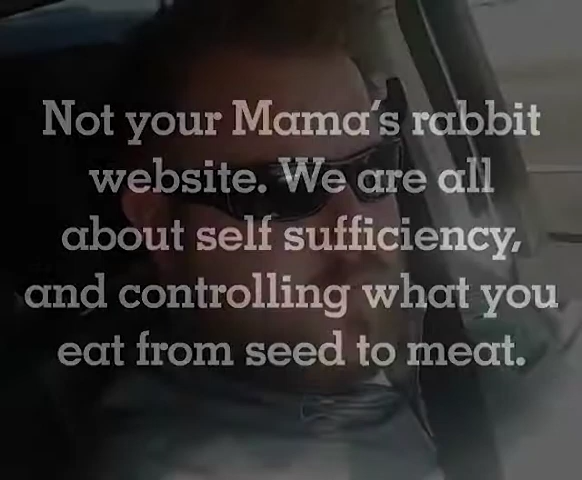 Not your Mama's rabbit
website. We are all
about self sufficiency,
and controlling what you
eat from seed to meat.